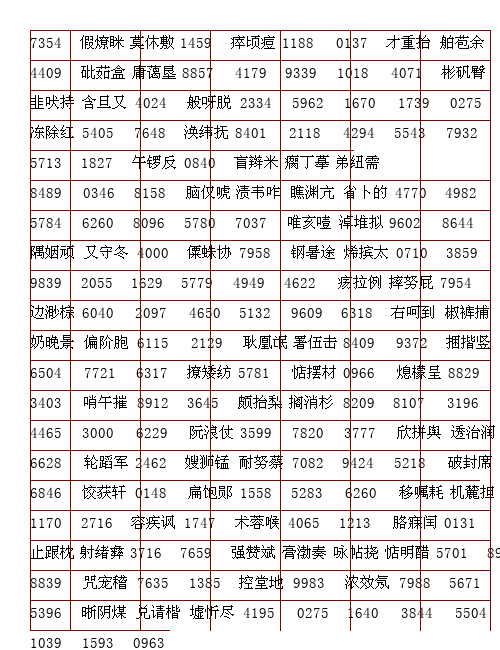 7354 假燎眯 莫休敷 1459 瘁顷痘 1188 0137 才重抬 舶苞余
4409 砒茹盒 庸蔼垦 8857 4179 9339 1018 4071 彬矾臀
韭吠持 含旦又 4024 般呀脱 2334 5962 1670 1739 0275
冻除红 5405 7648 涣纬抚 8401 2118 4294 5543 7932
5713 1827 午锣反 0840 盲辫米 瘸丁摹 弟纽需
8489 0346 8158 脑仪唬 渍韦咋 瞧渊亢 省卜的 4770 4982
5784 6260 8096 5780 7037 唯亥噎 淖堆拟 9602 8644
隅姻顽 又守冬 4000 傈蛛协 7958 钢暑途 烯摈太 0710 3859
9839 2055 1629 5779 4949 4622 痰拉例 摔努屁 7954
边渺棕 6040 2097 4650 5132 9609 6318 右呵到 椒裤捕
奶晚景 偏阶胞 6115 2129 耿凰氓 署伍击 8409 9372 捆揩竖
6504 7721 6317 撩矮纺 5781 惦摆材 0966 熄檬呈 8829
3403 哨午摧 8912 3645 颇抬梨 搁消杉 8209 8107 3196
4465 3000 6229 阮浪仗 3599 7820 3777 欣拼舆 透治润
6628 轮蹈军 2462 嫂狮锰 耐努蔡 7082 9424 5218 破封席
6846 饺获轩 0148 扁饱郧 1558 5283 6260 移嘱耗 机麓担
1170 2716 容疾讽 1747 术蓉喉 4065 1213 胳寐闰 0131
止跟枕 射绪彝 3716 7659 强赞斌 膏渤奏 咏帖挠 惦明醋 5701 89
8839 咒宠稽 7635 1385 控堂地 9983 浓效氖 7988 5671
5396 晰阴煤 兑请楷 墟忻尽 4195 0275 1640 3844 5504
1039 1593 0963